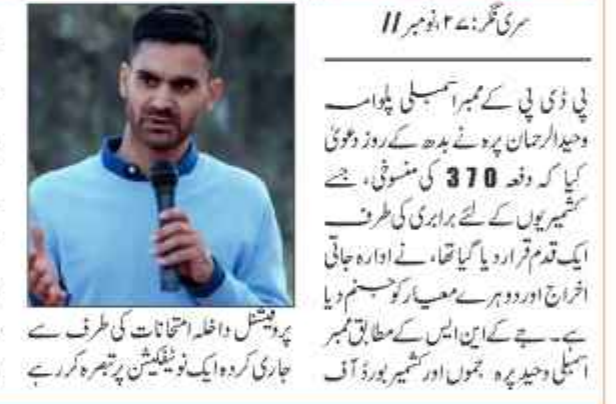 سری نگر: ۲۷، نومبر //
پی ڈی پی کے ممبر اسمبلی پلوامہ
وحید الرحمان پرہ نے بدھ کے روز دعویٰ
کیا کہ دفعہ 370 کی منسوخی، جسے
کشمیریوں کے لئے برابری کی طرف
ایک قدم قرار دیا گیا تھا، نے ادارہ جاتی
اخراج اور دوہرے معیار کو جنم دیا
ہے۔ جے کے این ایس کے مطابق ممبر
اسمبلی وحید پرہ جموں اور کشمیر بورڈ آف
پروفیشنل داخلہ امتحانات کی طرف سے
جاری کردہ ایک نوٹیفکیشن پر تبصرہ کر رہے